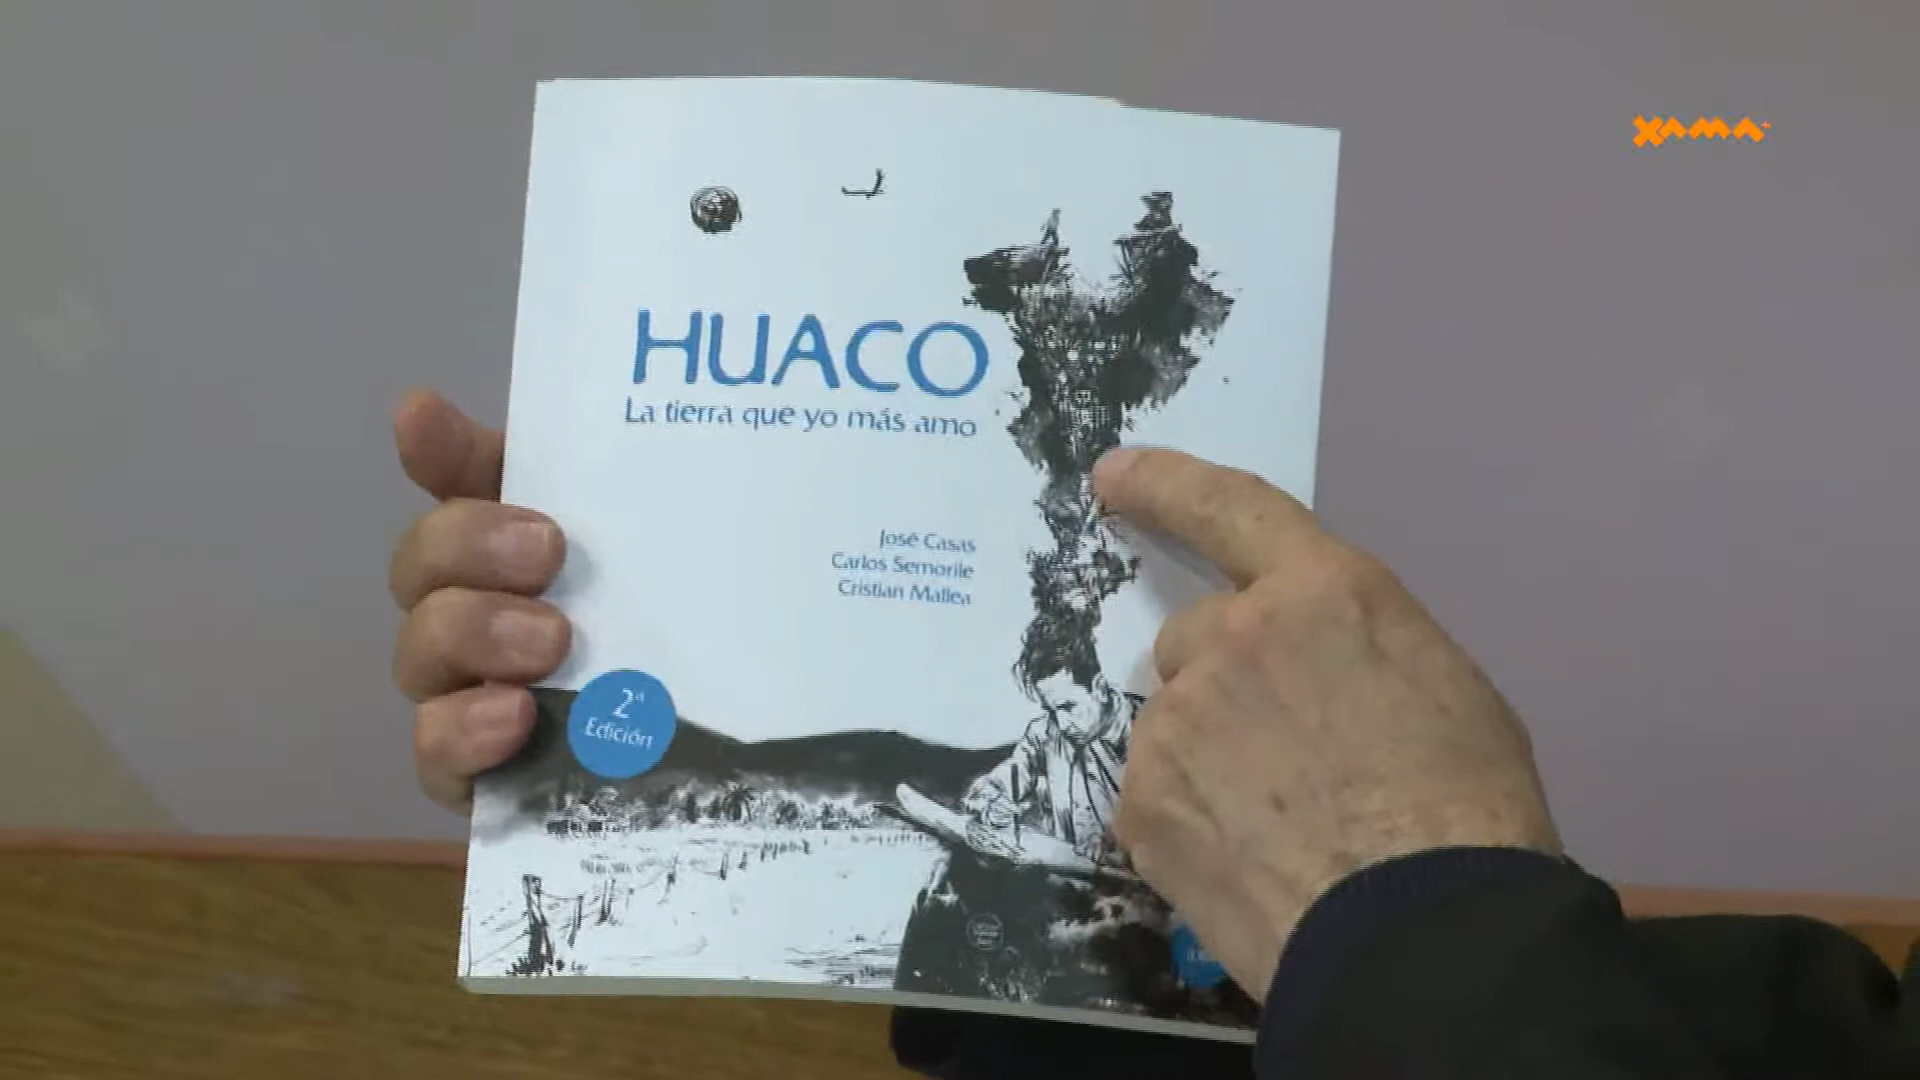 XAMA+
HUACO
La tierra que yo más amo
José Casas
Carlos Semorile
Cristian Mallea
2ª
Edición